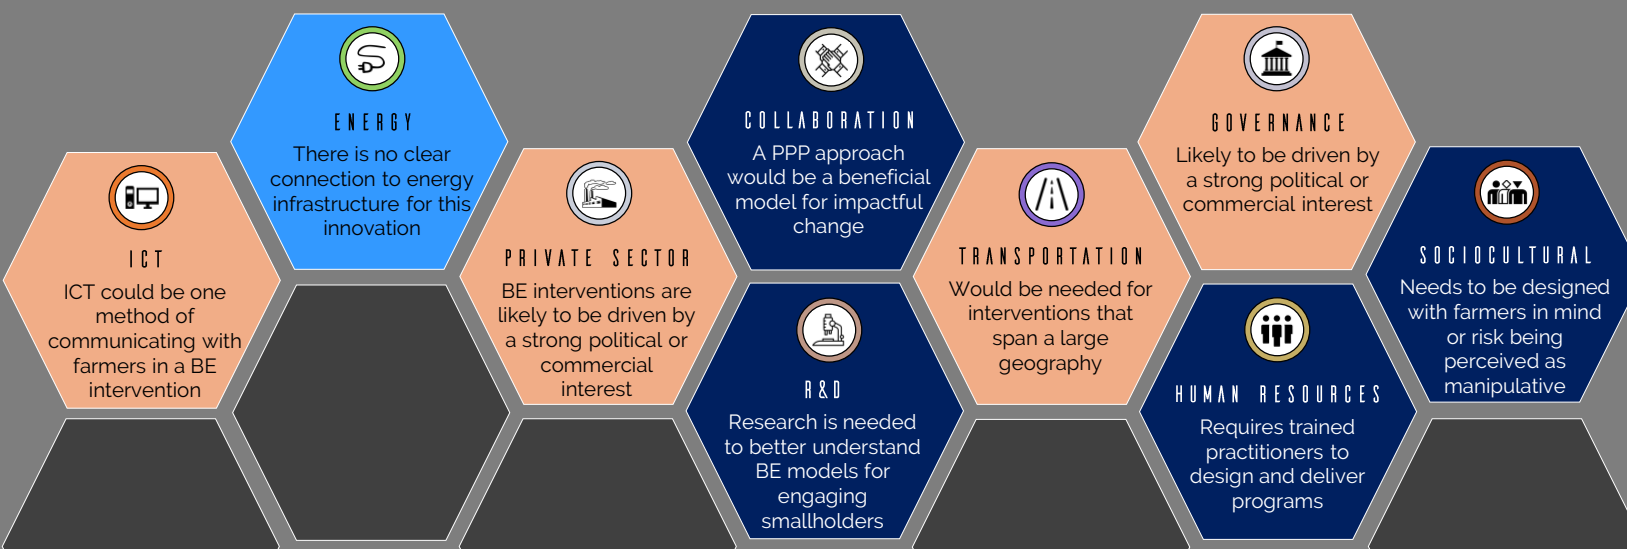 ENERGY
There is no clear
connection to energy
infrastructure for this
innovation
COLLABORATION
A PPP approach
would be a beneficial
model for impactful
change
GOVERNANCE
Likely to be driven by
a strong political or
commercial interest
ICT
ICT could be one
method of
communicating with
farmers in a BE
intervention
PRIVATE SECTOR
BE interventions are
likely to be driven by
a strong political or
commercial
interest
TRANSPORTATION
Would be needed for
interventions that
span a large
geography
SOCIOCULTURAL
Needs to be designed
with farmers in mind
or risk being
perceived as
manipulative
R&D
Research is needed
to better understand
BE models for
engaging
smallholders
HUMAN RESOURCES
Requires trained
practitioners to
design and deliver
programs